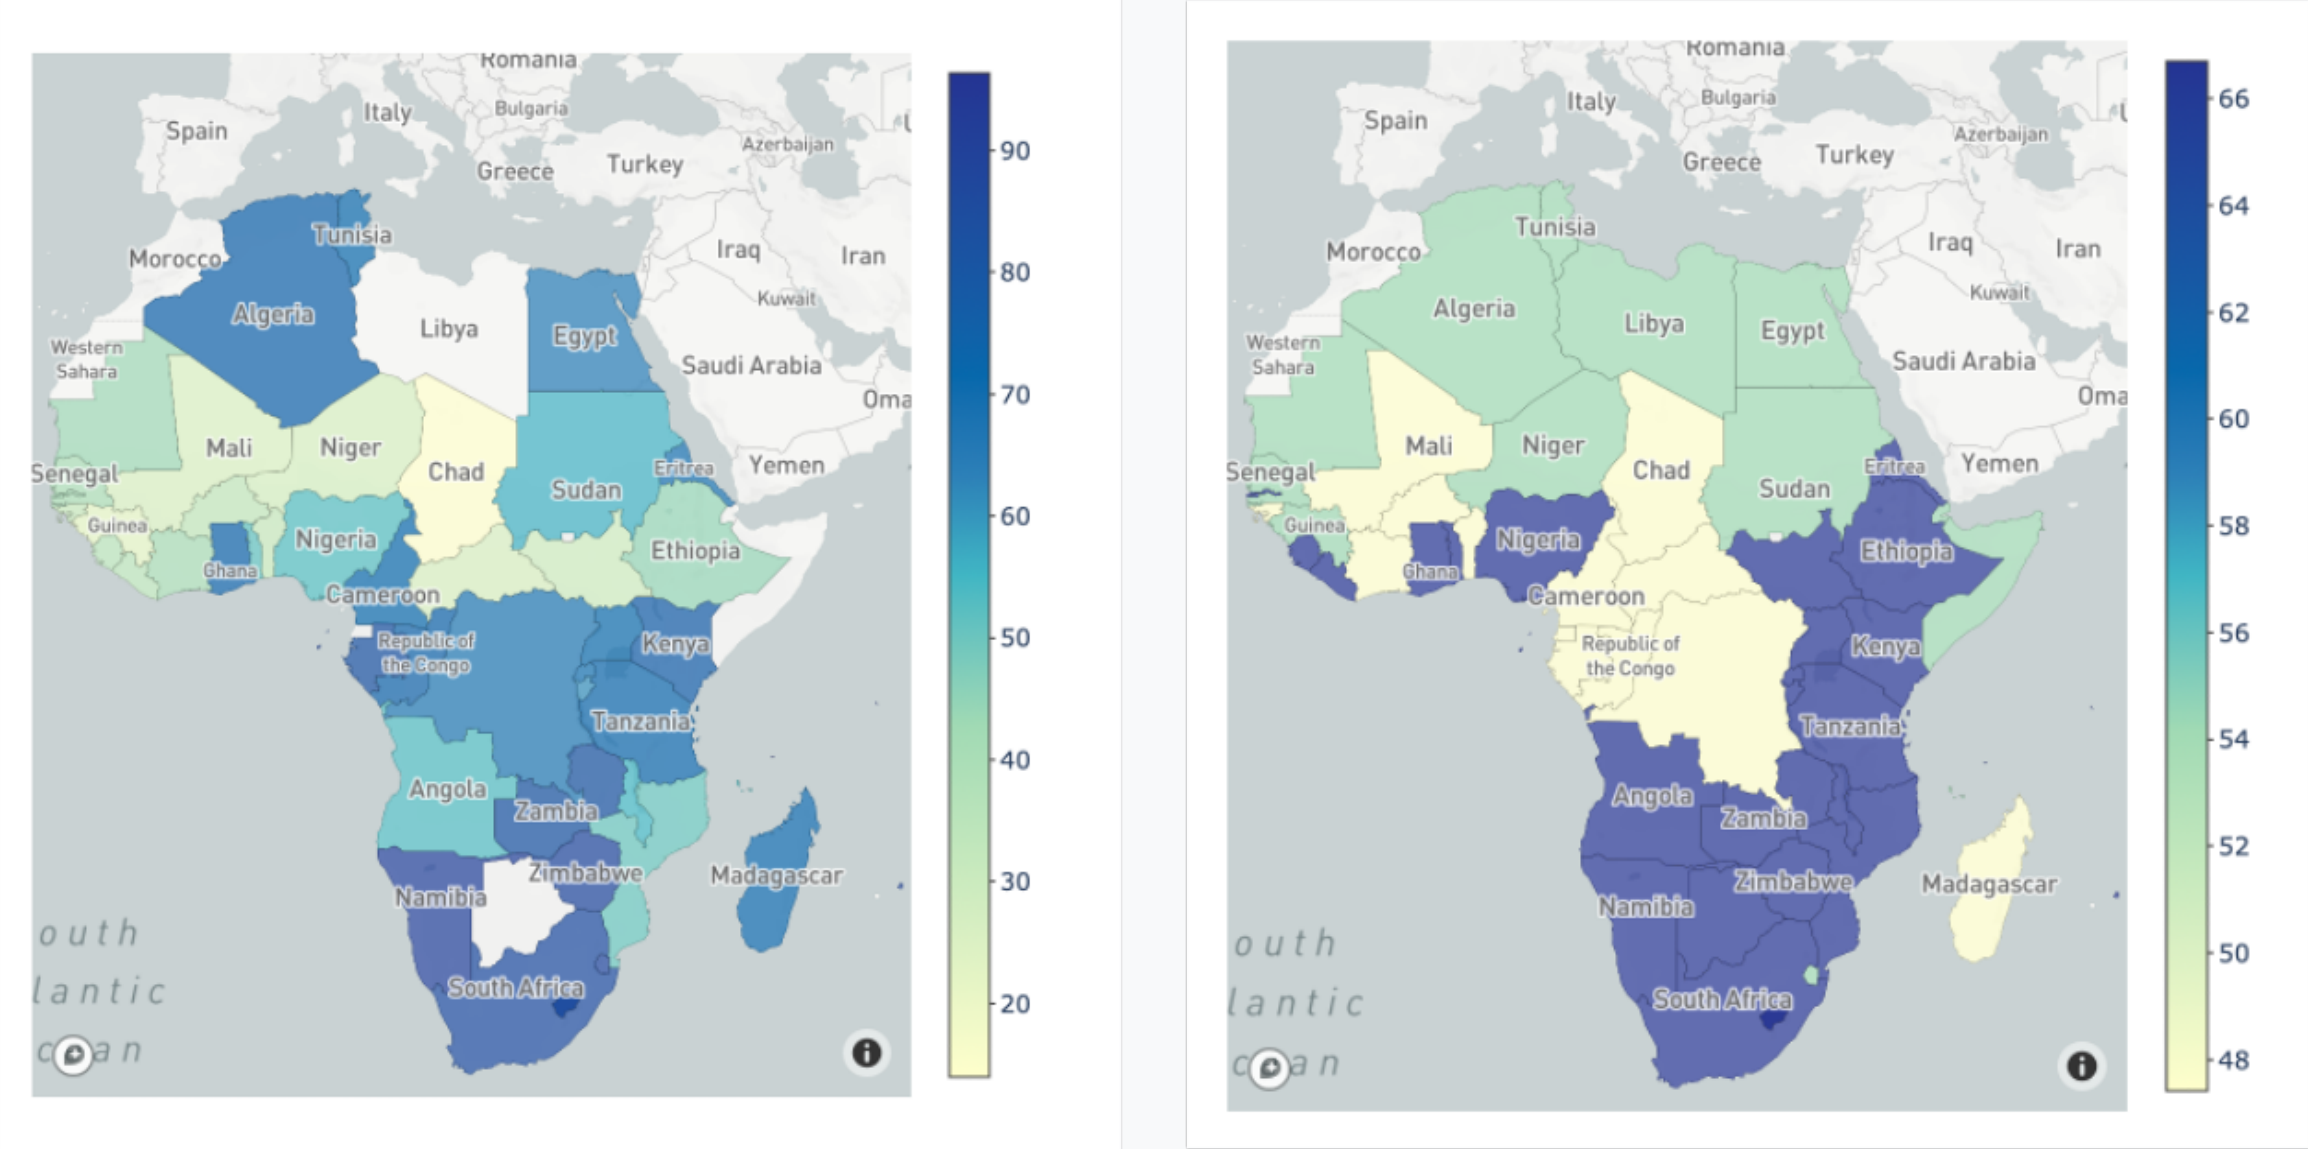 Romania
Italy
Bulgaria
Spain
Azerbaijan
Greece
Turkey
Tunisia
Morocco
Iraq
Iran
Algeria
Kuwait
Libya
Egypt
Western
Sahara
Saudi Arabia
Oma
Mali
Niger
Chad
Senegal
Eritrea
Yemen
Sudan
Guinea
Nigeria
Ethiopia
Ghana
Cameroon
Republic of
the Congo
Kenya
Tanzania
Angola
Zambia
Zimbabwe
Madagascar
Namibia
outh
lantic
South Africa
c an
i
90
80
70
60
50
40
30
20
Romania
Italy
Bulgaria
Spain
Azerbaijan
Greece
Turkey
Tunisia
Morocco
Iraq
Iran
Algeria
Kuwait
Libya
Egypt
Western
Sahara
Saudi Arabia
Oma
Mali
Niger
Chad
Senegal
Eritrea
Yemen
Sudan
Guinea
Nigeria
Ethiopia
Ghana
Cameroon
Republic of
the Congo
Kenya
Tanzania
Angola
Zambia
Zimbabwe
Madagascar
Namibia
outh
lantic
South Africa
c an
i
66
64
62
60
58
56
54
52
50
48